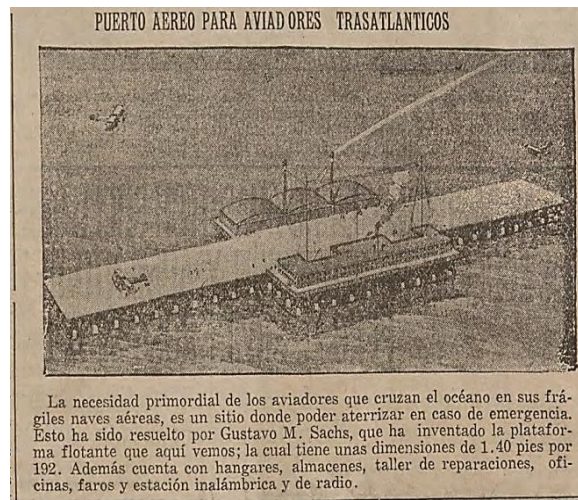 PUERTO AEREO PARA AVIADORES TRASATLANTICOS
La necesidad primordial de los aviadores que cruzan el océano en sus frá-
giles naves aéreas, es un sitio donde poder aterrizar en caso de emergencia.
Esto ha sido resuelto por Gustavo M. Sachs, que ha inventado la platafor-
ma flotante que aquí vemos; la cual tiene unas dimensiones de 1.40 pies por
192. Además cuenta con hangares, almacenes, taller de reparaciones, ofi-
cinas, faros y estación inalámbrica y de radio.